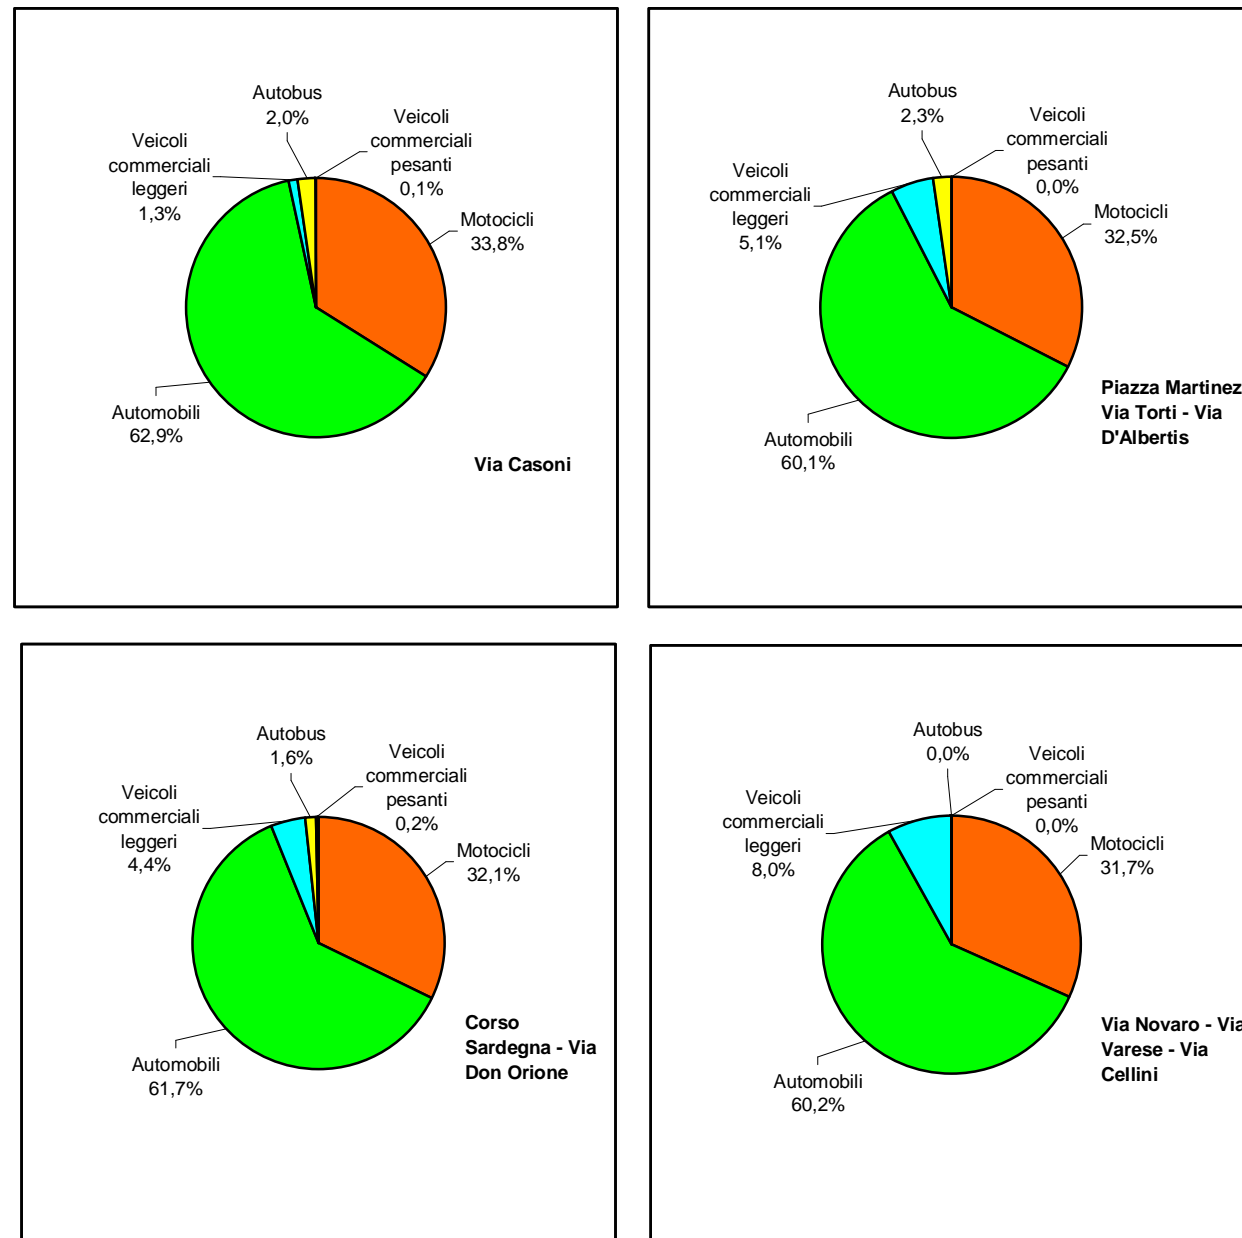 Autobus
2,0%
Veicoli
commerciali
pesanti
0,1%
Veicoli
commerciali
leggeri
1,3%
Motocicli
33,8%
Automobili
62,9%
Via Casoni
Autobus
2,3%
Veicoli
commerciali
pesanti
0,0%
Veicoli
commerciali
leggeri
5,1%
Motocicli
32,5%
Automobili
60,1%
Piazza Martinez
Via Torti - Via
D'Albertis
Autobus
1,6%
Veicoli
commerciali
pesanti
0,2%
Veicoli
commerciali
leggeri
4,4%
Motocicli
32,1%
Automobili
61,7%
Corso
Sardegna - Via
Don Orione
Autobus
0,0%
Veicoli
commerciali
pesanti
0,0%
Veicoli
commerciali
leggeri
8,0%
Motocicli
31,7%
Automobili
60,2%
Via Novaro - Via
Varese - Via
Cellini